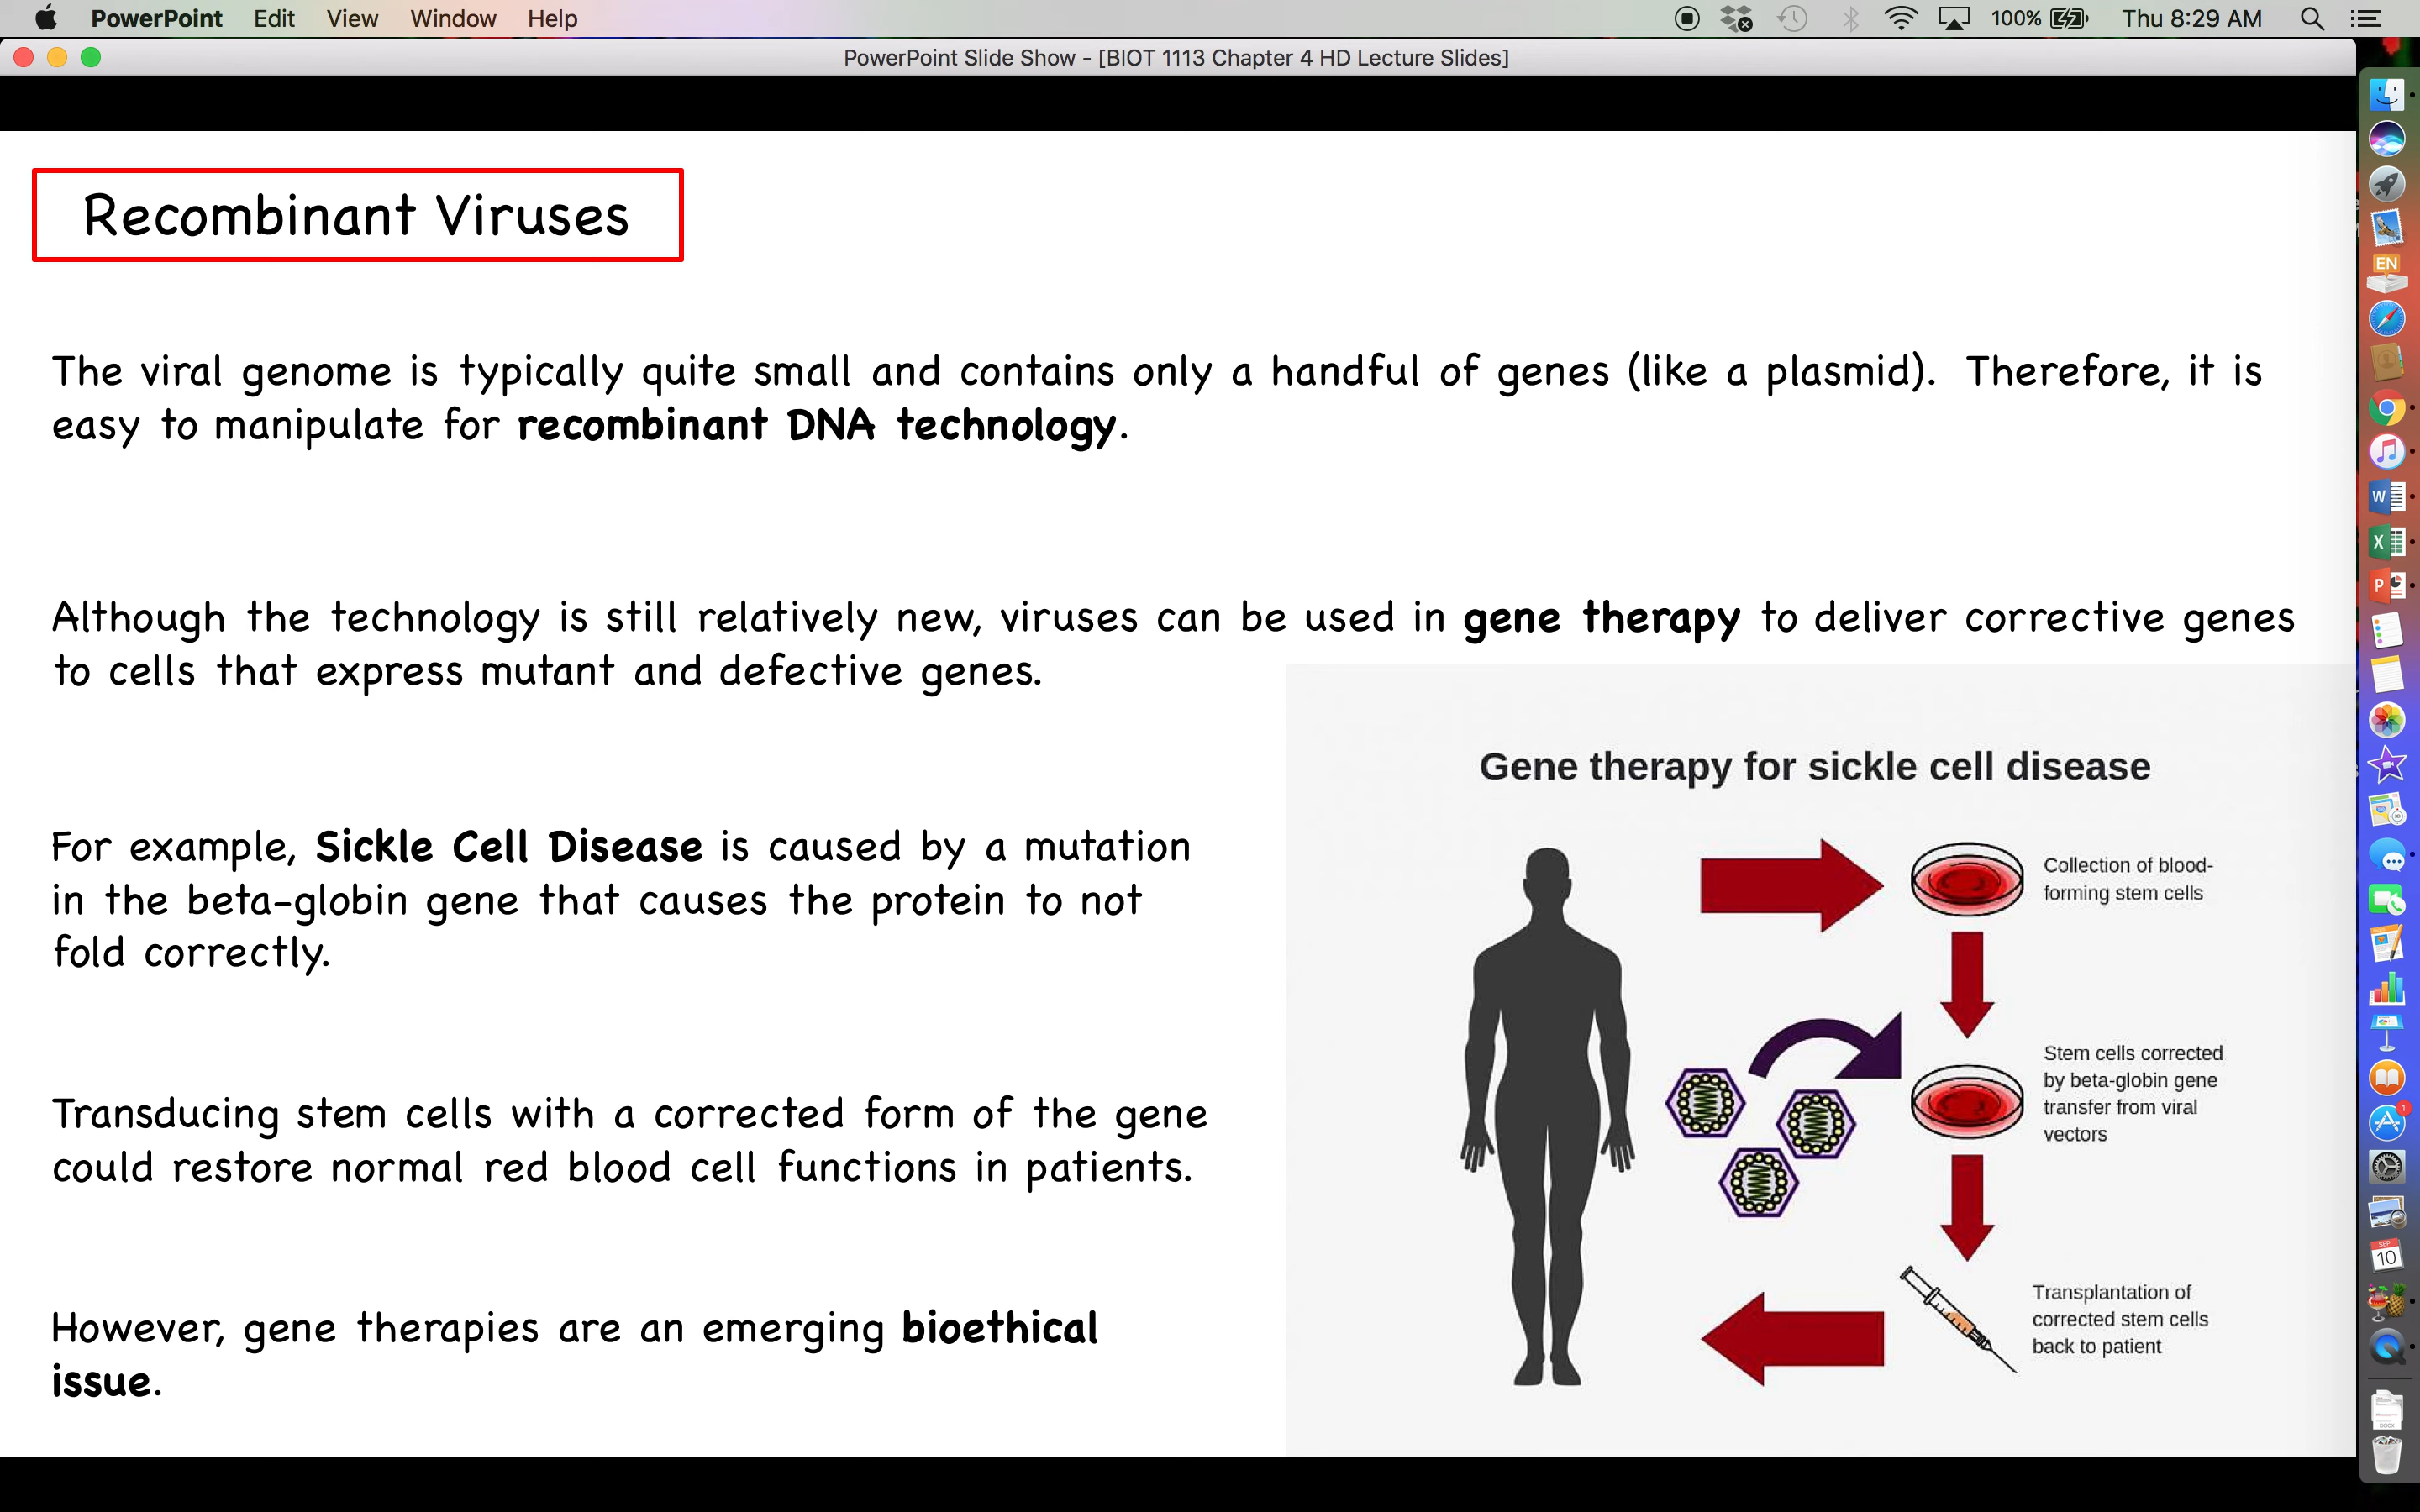 PowerPoint Edit View Window Help 100% Thu 8:29 AM
PowerPoint Slide Show - [BIOT 1113 Chapter 4 HD Lecture Slides]
Recombinant Viruses
The viral genome is typically quite small and contains only a handful of genes (like a plasmid). Therefore, it is
easy to manipulate for recombinant DNA technology.
Although the technology is still relatively new, viruses can be used in gene therapy to deliver corrective genes
to cells that express mutant and defective genes.
For example, Sickle Cell Disease is caused by a mutation
in the beta-globin gene that causes the protein to not
fold correctly.
Transducing stem cells with a corrected form of the gene
could restore normal red blood cell functions in patients.
However, gene therapies are an emerging bioethical
issue.
Gene therapy for sickle cell disease
Collection of blood-
forming stem cells
Stem cells corrected
by beta-globin gene
transfer from viral
vectors
Transplantation of
corrected stem cells
back to patient
EN
W
X
P
1
SEP
10
DOCX